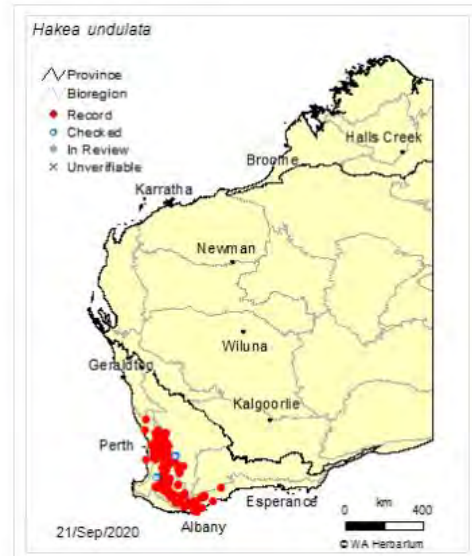 Hakea undulata
Province
Bioregion
Record
Checked
In Review
Unverifiable
Halls Creek
Broome
Karratha
Newman
Wiluna
Geraldton
Kalgoorlie
Perth
Esperance
km
0 400
Albany
21/Sep/2020
© WA Herbarium